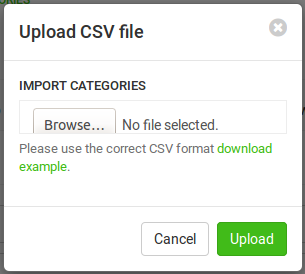 Upload CSV file
IMPORT CATEGORIES
Browse... No file selected.
Please use the correct CSV format download
example.
Cancel Upload